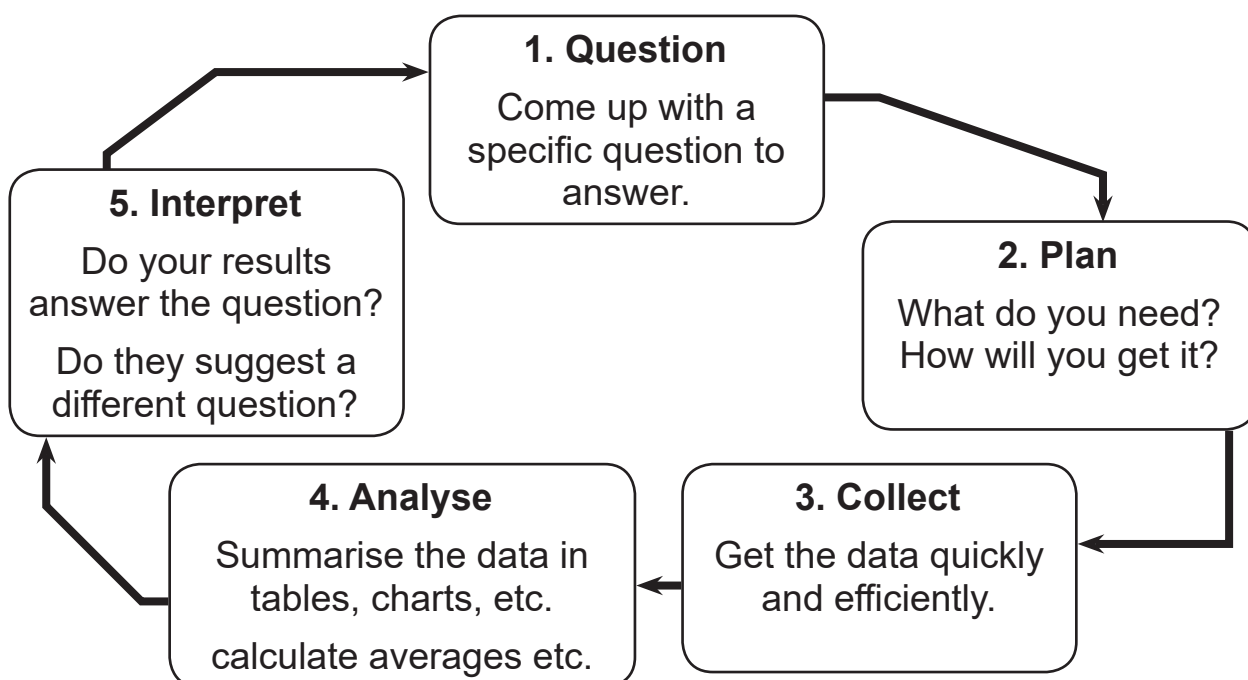 1. Question
Come up with a
specific question to
answer.
2. Plan
What do you need?
How will you get it?
3. Collect
Get the data quickly
and efficiently.
4. Analyse
Summarise the data in
tables, charts, etc.
calculate averages etc.
5. Interpret
Do your results
answer the question?
Do they suggest a
different question?